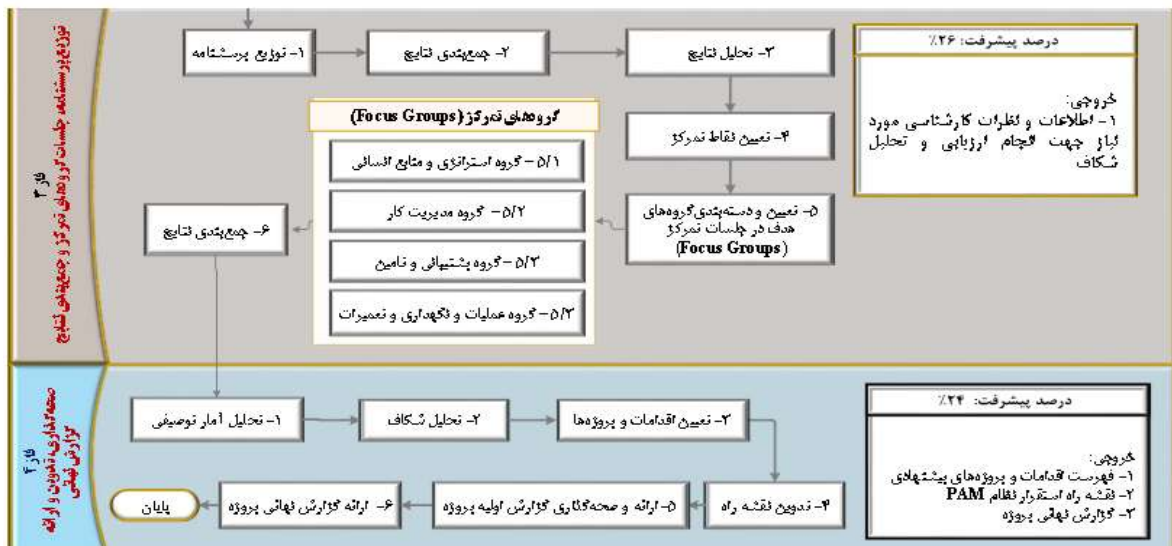 فاز ۳
توزیع پرسشنامه، جلسات گروه‌های تمرکز و جمع‌بندی نتایج
۱- توزیع پرسشنامه
۲- جمع‌بندی نتایج
۳- تحلیل نتایج
۴- تعیین نقاط تمرکز
۵- تعیین و دسته‌بندی گروه‌های
هدف در جلسات تمرکز
(Focus Groups)
گروه‌های تمرکز (Focus Groups)
۵/۱- گروه استراتژی و منابع انسانی
۵/۲- گروه مدیریت کار
۵/۳- گروه پشتیبانی و تامین
۵/۳- گروه عملیات و نگهداری و تعمیرات
۶- جمع‌بندی نتایج
درصد پیشرفت: ۲۶٪
خروجی:
۱- اطلاعات و نظرات کارشناسی مورد
نیاز جهت انجام ارزیابی و تحلیل
شکاف
فاز ۴
صحه‌گذاری، تدوین و ارائه
گزارش نهائی
۱- تحلیل آمار توصیفی
۲- تحلیل شکاف
۳- تعیین اقدامات و پروژه‌ها
۴- تدوین نقشه راه
۵- ارائه و صحه‌گذاری گزارش اولیه پروژه
۶- ارائه گزارش نهائی پروژه
پایان
درصد پیشرفت: ۲۴٪
خروجی:
۱- فهرست اقدامات و پروژه‌های پیشنهادی
۲- نقشه راه استقرار نظام PAM
۳- گزارش نهائی پروژه